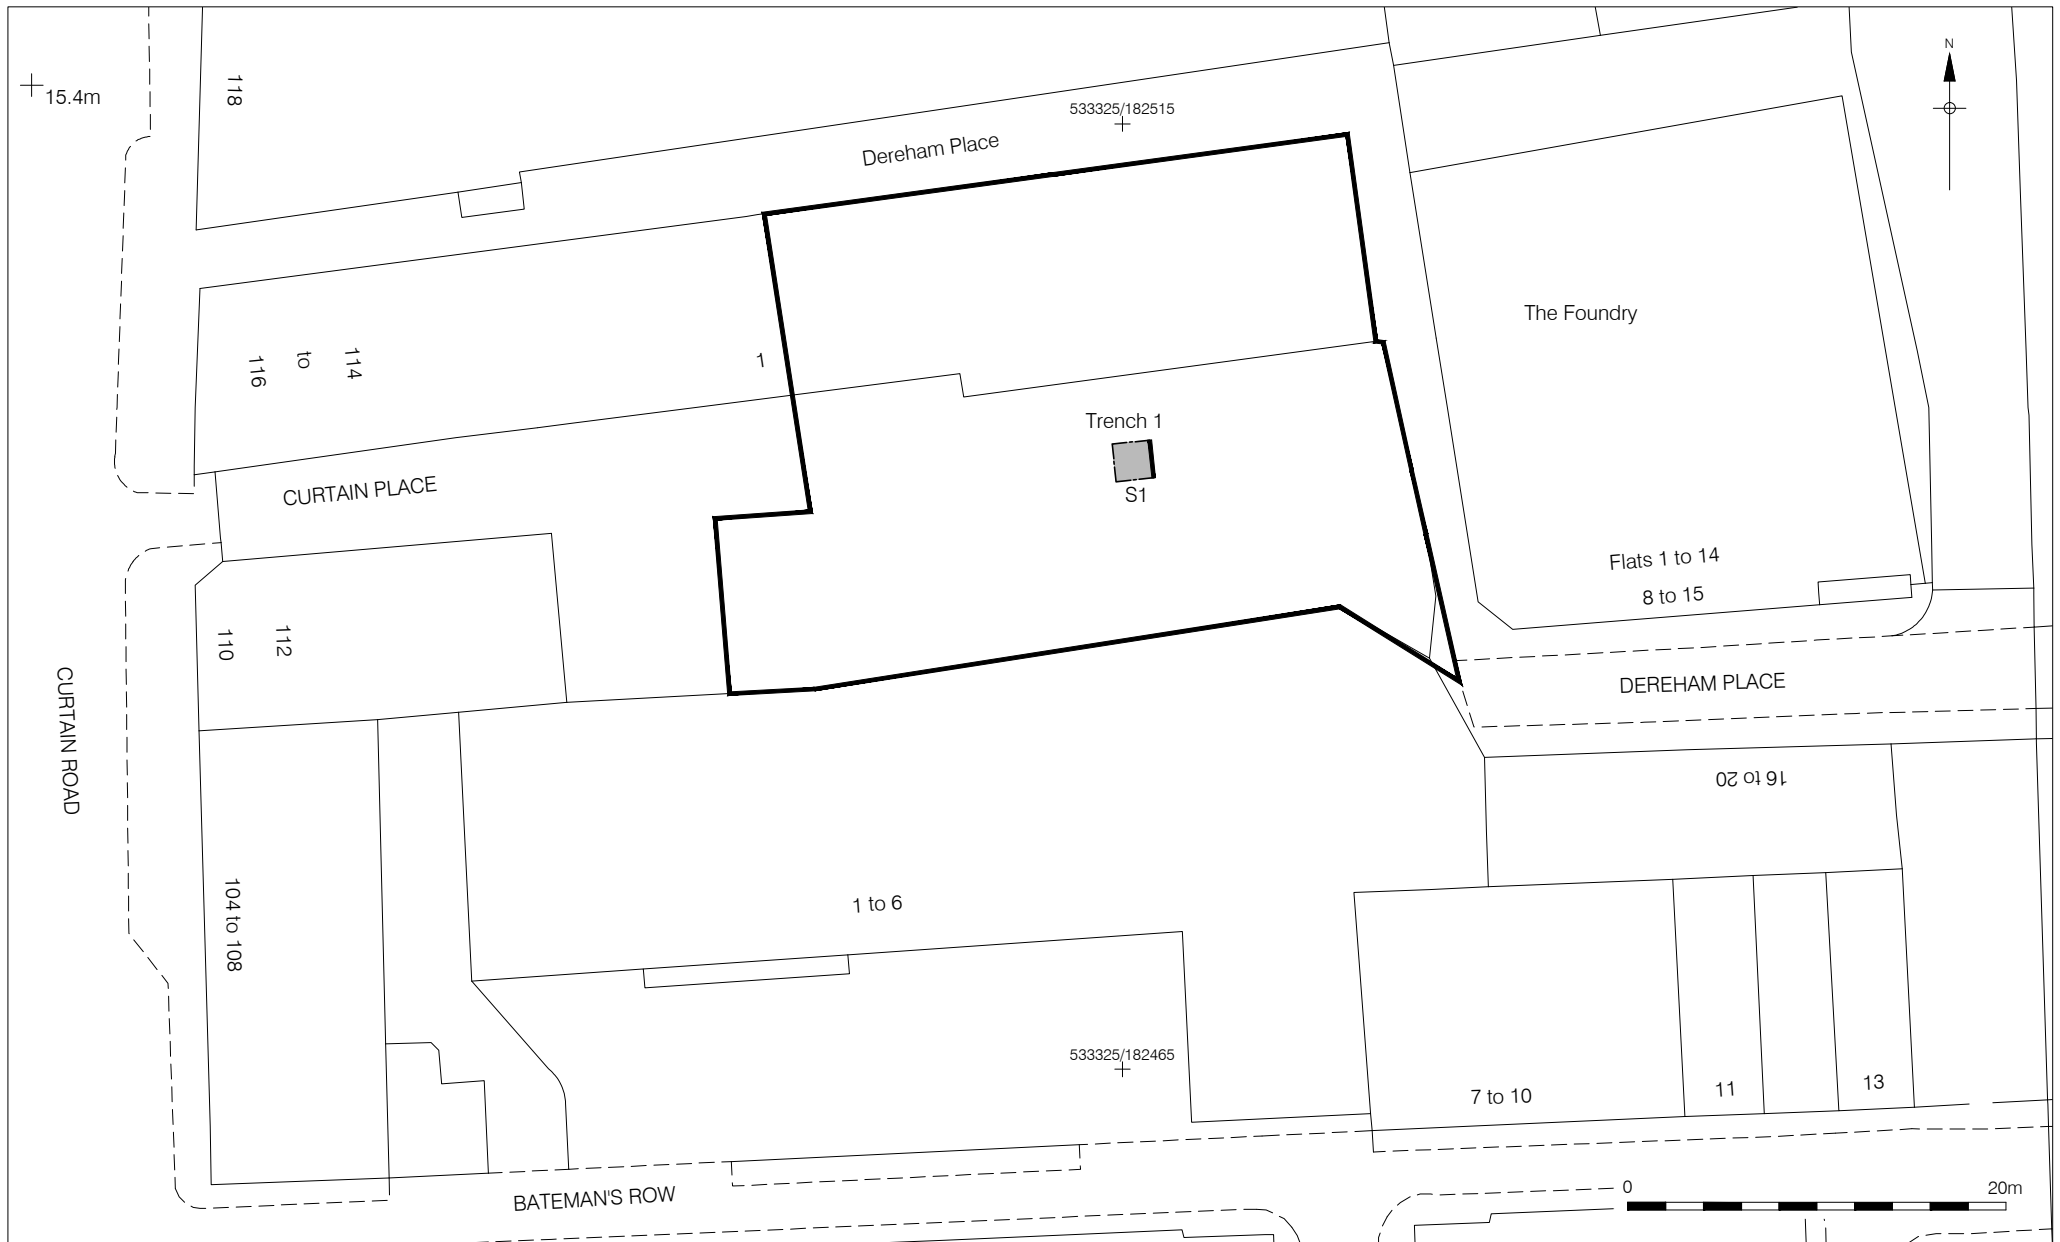 N
118
15.4m
533325/182515
Dereham Place
The Foundry
116
to
114
1
Trench 1
S1
CURTAIN PLACE
Flats 1 to 14
8 to 15
110
112
CURTAIN ROAD
DEREHAM PLACE
16 to 20
104 to 108
1 to 6
533325/182465
7 to 10
11
13
BATEMAN'S ROW
0
20m